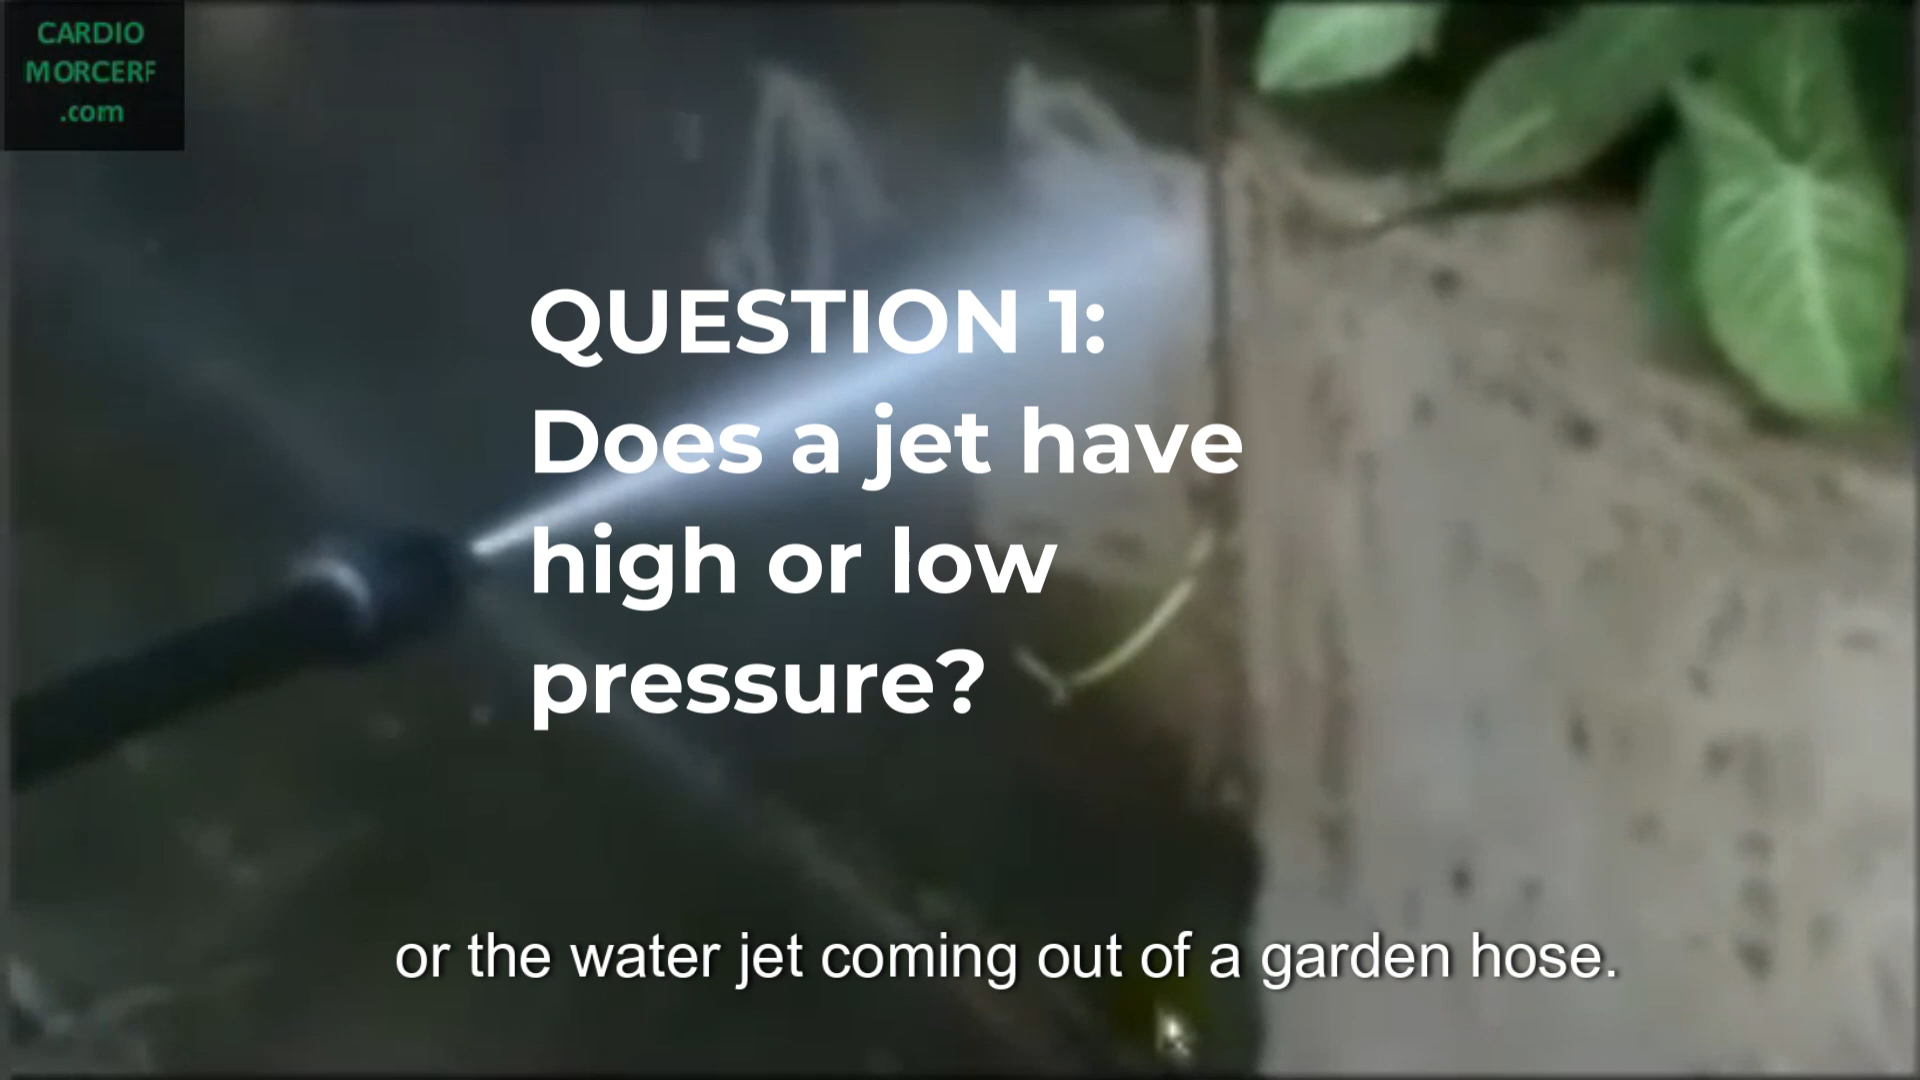 CARDIO
MORCERF
.com
QUESTION 1:
Does a jet have
high or low
pressure?
or the water jet coming out of a garden hose.